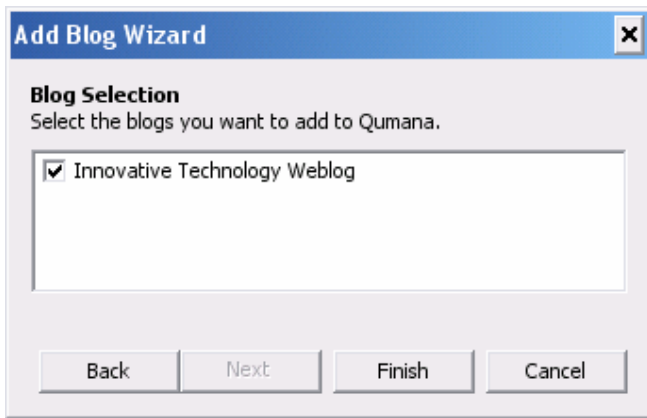 Add Blog Wizard
Blog Selection
Select the blogs you want to add to Qumana.
Innovative Technology Weblog
Back Next Finish Cancel